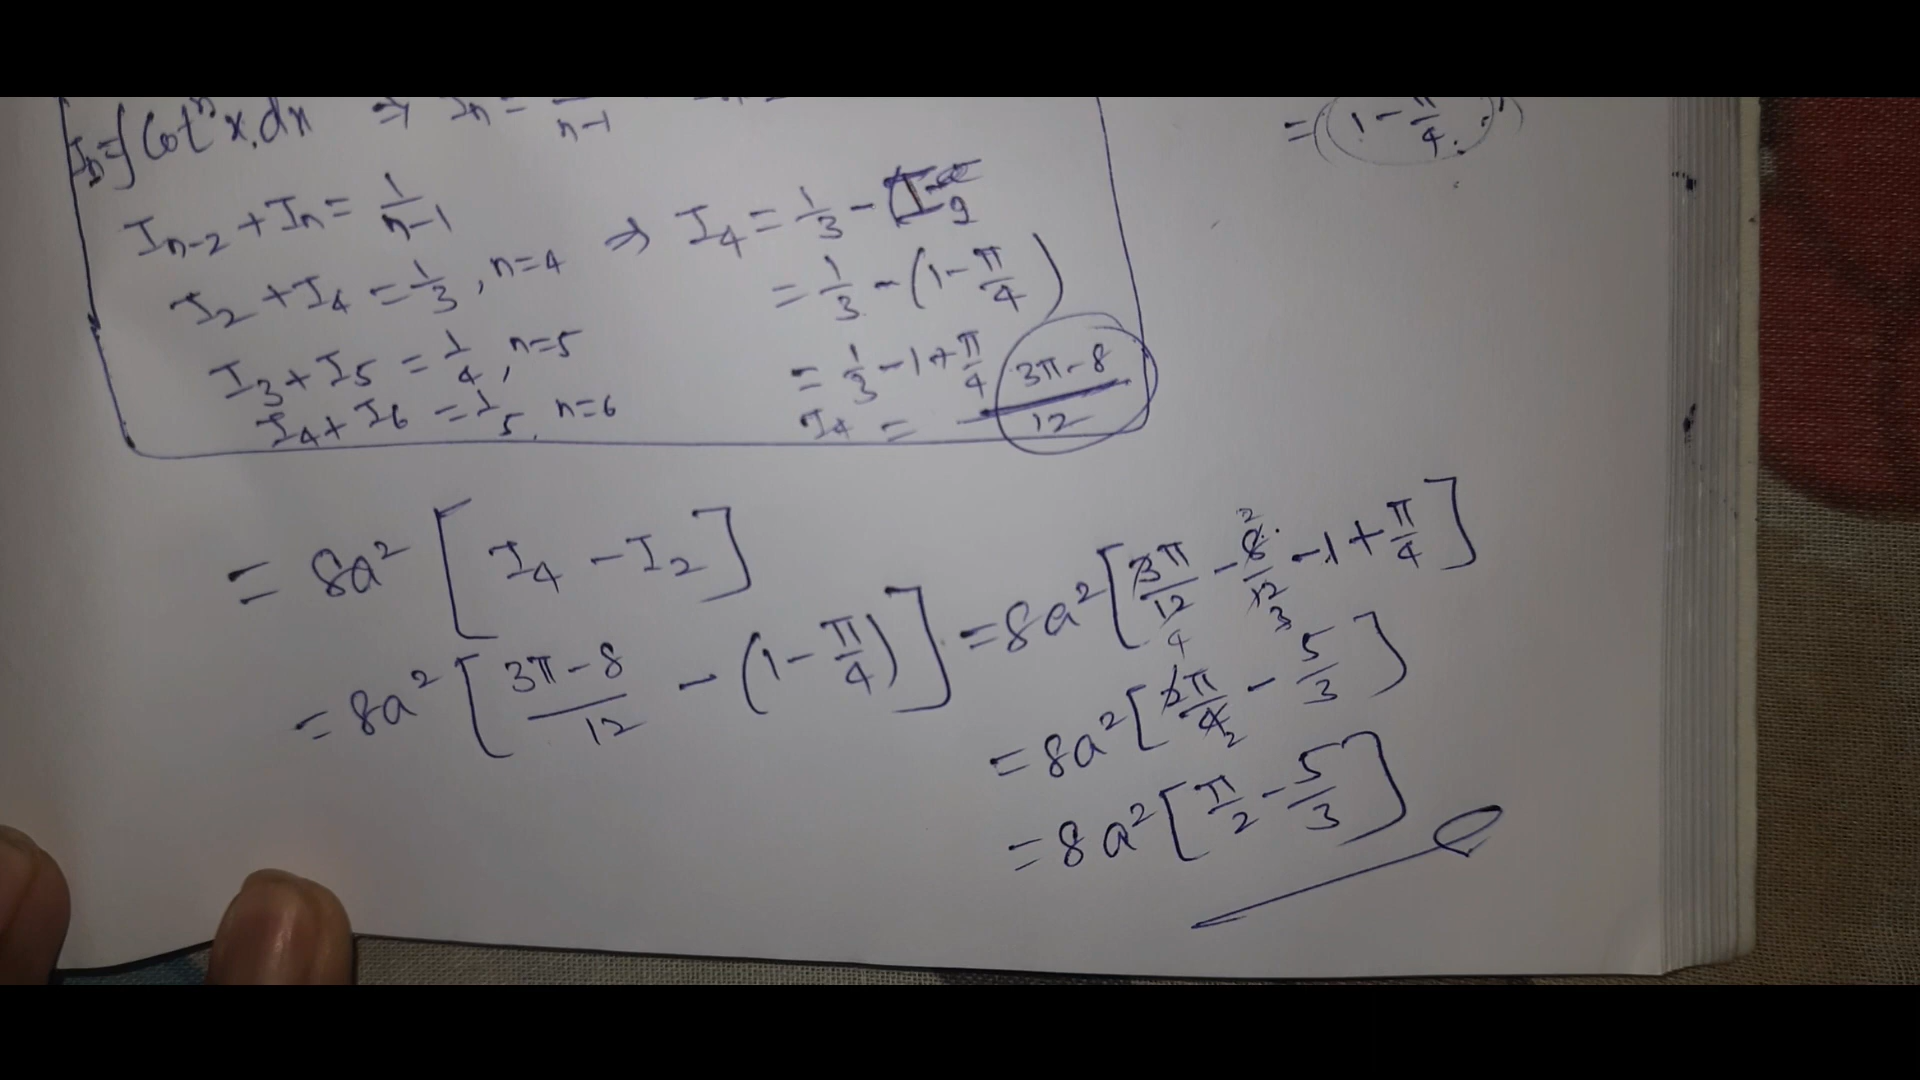 Iₙ = ∫ Cotⁿx.dx ⇒ Iₙ = /n-1
= (1 - π/4)
Iₙ₋₂ + Iₙ = 1/n-1
⇒ I₄ = 1/3 - I₂
I₂ + I₄ = 1/3, n=4
= 1/3 - (1 - π/4)
I₃ + I₅ = 1/4, n=5
= 1/3 - 1 + π/4
I₄ + I₆ = 1/5, n=6
I₄ = 3π-8/12
= 8a² [I₄ - I₂]
= 8a² [3π-8/12 - (1 - π/4)]
= 8a² [3π/12 - 8/12 - 1 + π/4]
= 8a² [2π/4 - 5/3]
= 8a² [π/2 - 5/3]